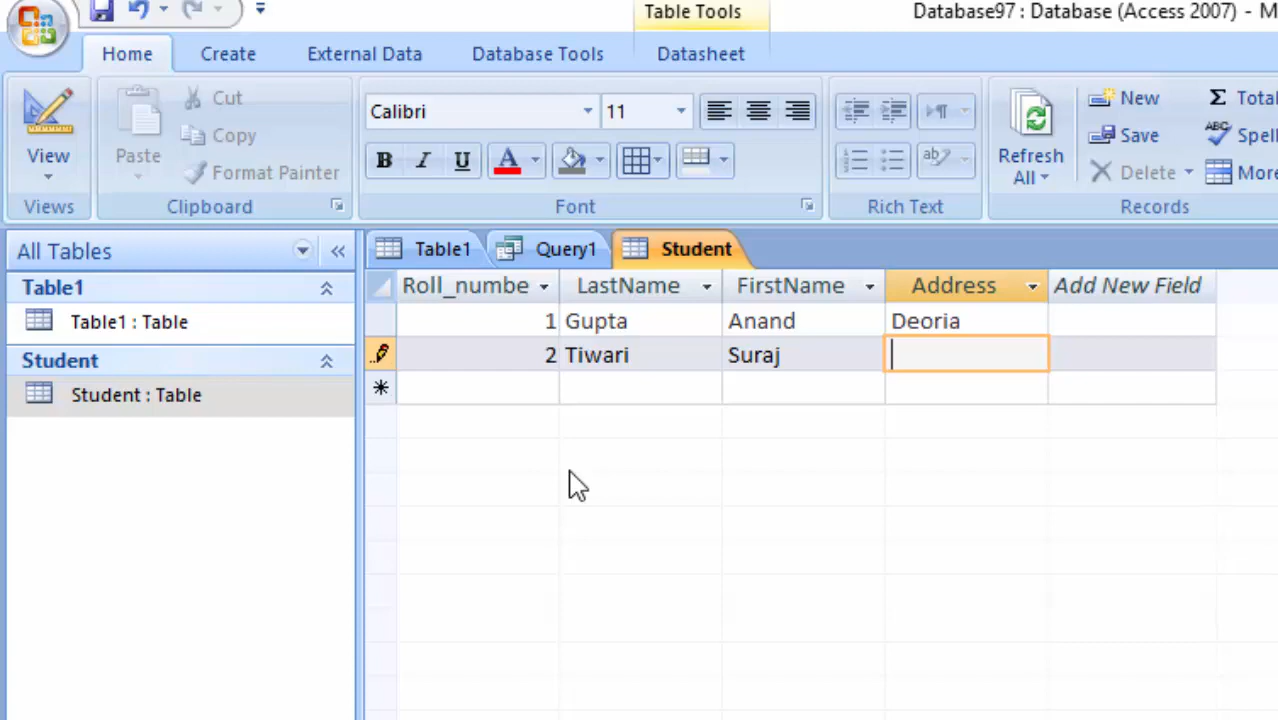 Table Tools
Database97 : Database (Access 2007) - M
Home
Create
External Data
Database Tools
Datasheet
View
Views
Paste
Cut
Copy
Format Painter
Clipboard
Calibri
11
B I U A
ab
Font
Rich Text
Refresh All
New
Save
Delete
Σ Total
ABC Spell
More
Records
All Tables
Table1
Table1 : Table
Student
Student : Table
Table1
Query1
Student
Roll_numbe LastName FirstName Address Add New Field
1 Gupta Anand Deoria
2 Tiwari Suraj